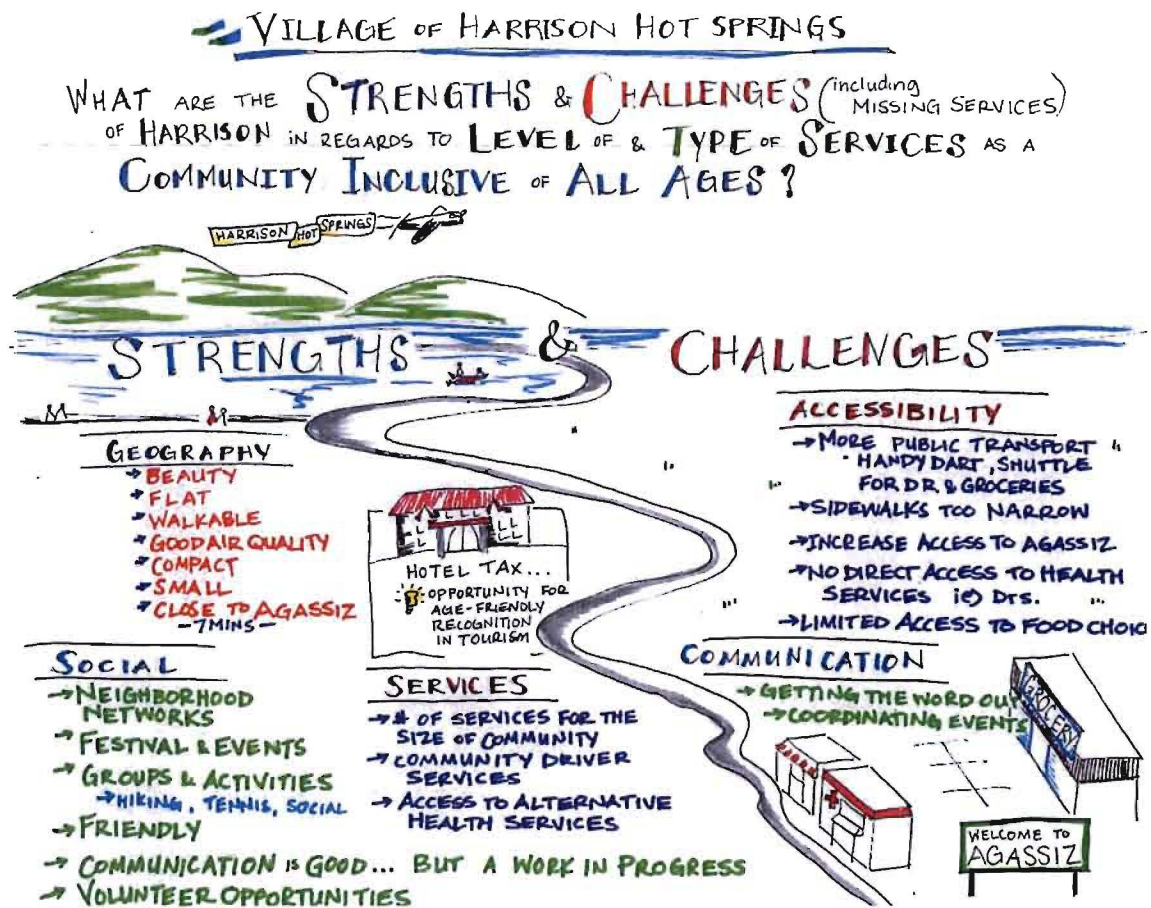 VILLAGE OF HARRISON HOT SPRINGS
WHAT ARE THE STRENGTHS & CHALLENGES (including MISSING SERVICES)
OF HARRISON IN REGARDS TO LEVEL OF & TYPE OF SERVICES AS A
COMMUNITY INCLUSIVE OF ALL AGES?
HARRISON HOT SPRINGS
STRENGTHS & CHALLENGES
GEOGRAPHY
→ BEAUTY
→ FLAT
→ WALKABLE
→ GOOD AIR QUALITY
→ COMPACT
→ SMALL
→ CLOSE TO AGASSIZ
- 7 MINS -
HOTEL TAX...
OPPORTUNITY FOR
AGE-FRIENDLY
RECOGNITION
IN TOURISM
ACCESSIBILITY
→ MORE PUBLIC TRANSPORT
HANDY DART, SHUTTLE
FOR DR. & GROCERIES
→ SIDEWALKS TOO NARROW
→ INCREASE ACCESS TO AGASSIZ
→ NO DIRECT ACCESS TO HEALTH
SERVICES ie) Drs.
→ LIMITED ACCESS TO FOOD CHOIC
SOCIAL
→ NEIGHBORHOOD
NETWORKS
→ FESTIVAL & EVENTS
→ GROUPS & ACTIVITIES
→ HIKING, TENNIS, SOCIAL
→ FRIENDLY
→ COMMUNICATION IS GOOD... BUT A WORK IN PROGRESS
→ VOLUNTEER OPPORTUNITIES
SERVICES
→ # OF SERVICES FOR THE
SIZE OF COMMUNITY
→ COMMUNITY DRIVER
SERVICES
→ ACCESS TO ALTERNATIVE
HEALTH SERVICES
COMMUNICATION
→ GETTING THE WORD OUT
→ COORDINATING EVENTS
GROCERY
WELCOME TO
AGASSIZ